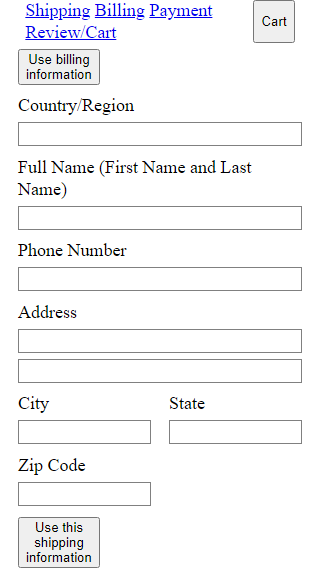 Shipping Billing Payment
Review/Cart
Cart
Use billing
information
Country/Region
Full Name (First Name and Last
Name)
Phone Number
Address
City
State
Zip Code
Use this
shipping
information